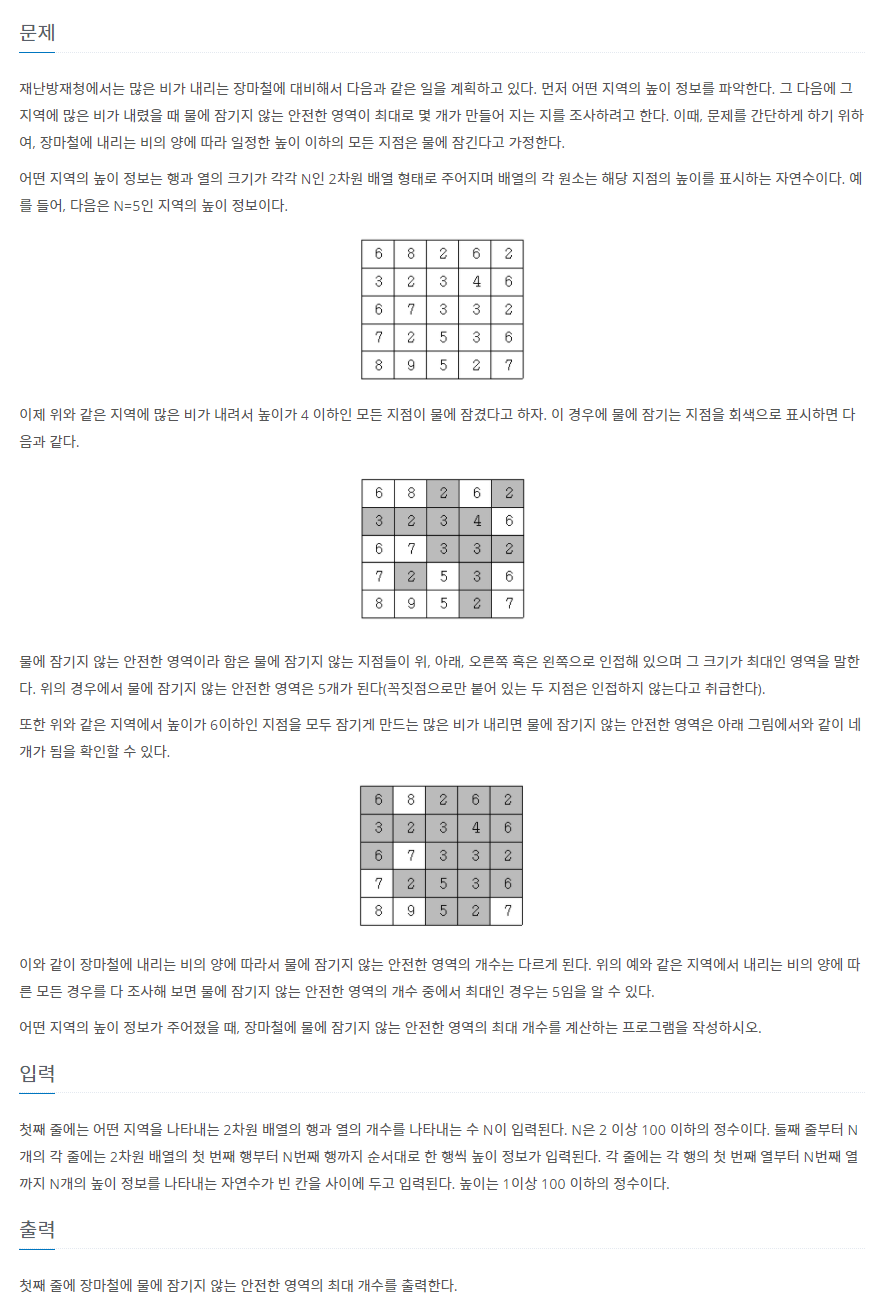 문제
재난방재청에서는 많은 비가 내리는 장마철에 대비해서 다음과 같은 일을 계획하고 있다. 먼저 어떤 지역의 높이 정보를 파악한다. 그 다음에 그
지역에 많은 비가 내렸을 때 물에 잠기지 않는 안전한 영역이 최대로 몇 개가 만들어 지는 지를 조사하려고 한다. 이때, 문제를 간단하게 하기 위하
여, 장마철에 내리는 비의 양에 따라 일정한 높이 이하의 모든 지점은 물에 잠긴다고 가정한다.
어떤 지역의 높이 정보는 행과 열의 크기가 각각 N인 2차원 배열 형태로 주어지며 배열의 각 원소는 해당 지점의 높이를 표시하는 자연수이다. 예
를 들어, 다음은 N=5인 지역의 높이 정보이다.
6 8 2 6 2
3 2 3 4 6
6 7 3 3 2
7 2 5 3 6
8 9 5 2 7
이제 위와 같은 지역에 많은 비가 내려서 높이가 4 이하인 모든 지점이 물에 잠겼다고 하자. 이 경우에 물에 잠기는 지점을 회색으로 표시하면 다
음과 같다.
6 8 2 6 2
3 2 3 4 6
6 7 3 3 2
7 2 5 3 6
8 9 5 2 7
물에 잠기지 않는 안전한 영역이라 함은 물에 잠기지 않는 지점들이 위, 아래, 오른쪽 혹은 왼쪽으로 인접해 있으며 그 크기가 최대인 영역을 말한
다. 위의 경우에서 물에 잠기지 않는 안전한 영역은 5개가 된다(꼭짓점으로만 붙어 있는 두 지점은 인접하지 않는다고 취급한다).
또한 위와 같은 지역에서 높이가 6이하인 지점을 모두 잠기게 만드는 많은 비가 내리면 물에 잠기지 않는 안전한 영역은 아래 그림에서와 같이 네
개가 됨을 확인할 수 있다.
6 8 2 6 2
3 2 3 4 6
6 7 3 3 2
7 2 5 3 6
8 9 5 2 7
이와 같이 장마철에 내리는 비의 양에 따라서 물에 잠기지 않는 안전한 영역의 개수는 다르게 된다. 위의 예와 같은 지역에서 내리는 비의 양에 따
른 모든 경우를 다 조사해 보면 물에 잠기지 않는 안전한 영역의 개수 중에서 최대인 경우는 5임을 알 수 있다.
어떤 지역의 높이 정보가 주어졌을 때, 장마철에 물에 잠기지 않는 안전한 영역의 최대 개수를 계산하는 프로그램을 작성하시오.
입력
첫째 줄에는 어떤 지역을 나타내는 2차원 배열의 행과 열의 개수를 나타내는 수 N이 입력된다. N은 2 이상 100 이하의 정수이다. 둘째 줄부터 N
개의 각 줄에는 2차원 배열의 첫 번째 행부터 N번째 행까지 순서대로 한 행씩 높이 정보가 입력된다. 각 줄에는 각 행의 첫 번째 열부터 N번째 열
까지 N개의 높이 정보를 나타내는 자연수가 빈 칸을 사이에 두고 입력된다. 높이는 1이상 100 이하의 정수이다.
출력
첫째 줄에 장마철에 물에 잠기지 않는 안전한 영역의 최대 개수를 출력한다.